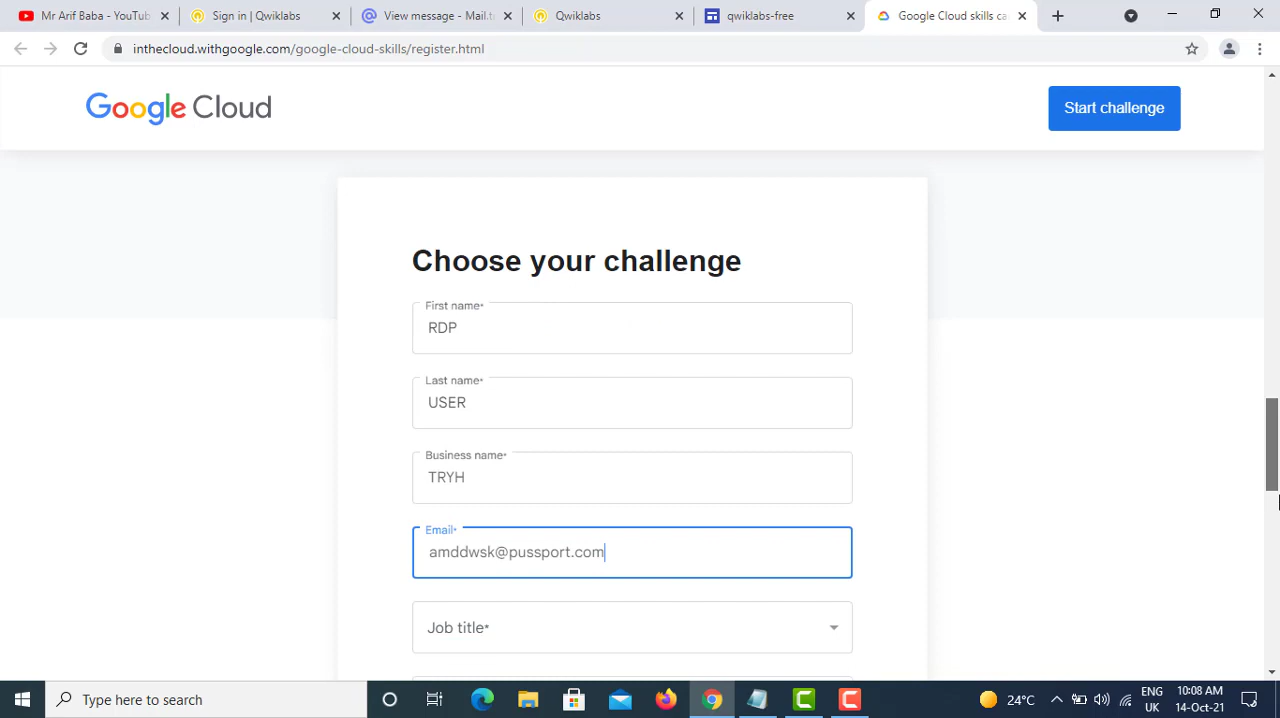 Mr Arif Baba - YouTub
Sign in | Qwiklabs
View message - Mail.t
Qwiklabs
qwiklabs-free
Google Cloud skills ca
inthecloud.withgoogle.com/google-cloud-skills/register.html
Google Cloud
Start challenge
Choose your challenge
First name*
RDP
Last name*
USER
Business name*
TRYH
Email*
amddwsk@pussport.com
Job title*
Type here to search
24°C
ENG
UK
10:08 AM
14-Oct-21